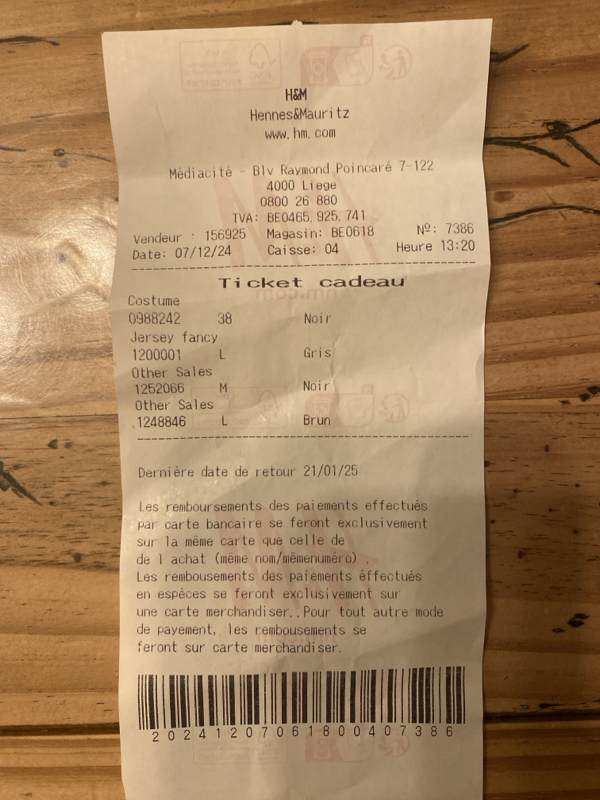 H&M
Hennes&Mauritz
www.hm.com
Médiacité - Blv Raymond Poincaré 7-122
4000 Liege
0800 26 880
TVA: BE0465.925.741
Vendeur : 156925 Magasin: BE0618 Nº: 7386
Date: 07/12/24 Caisse: 04 Heure 13:20
Ticket cadeau
Costume
0988242 38 Noir
Jersey fancy
1200001 L Gris
Other Sales
1252066 M Noir
Other Sales
1248846 L Brun
Dernière date de retour 21/01/25
Les remboursements des paiements effectués
par carte bancaire se feront exclusivement
sur la même carte que celle de
de l achat (même nom/mêmenuméro) .
Les rembousements des paiements éffectués
en espèces se feront exclusivement sur
une carte merchandiser..Pour tout autre mode
de payement, les rembousements se
feront sur carte merchandiser.
20241207061800407386